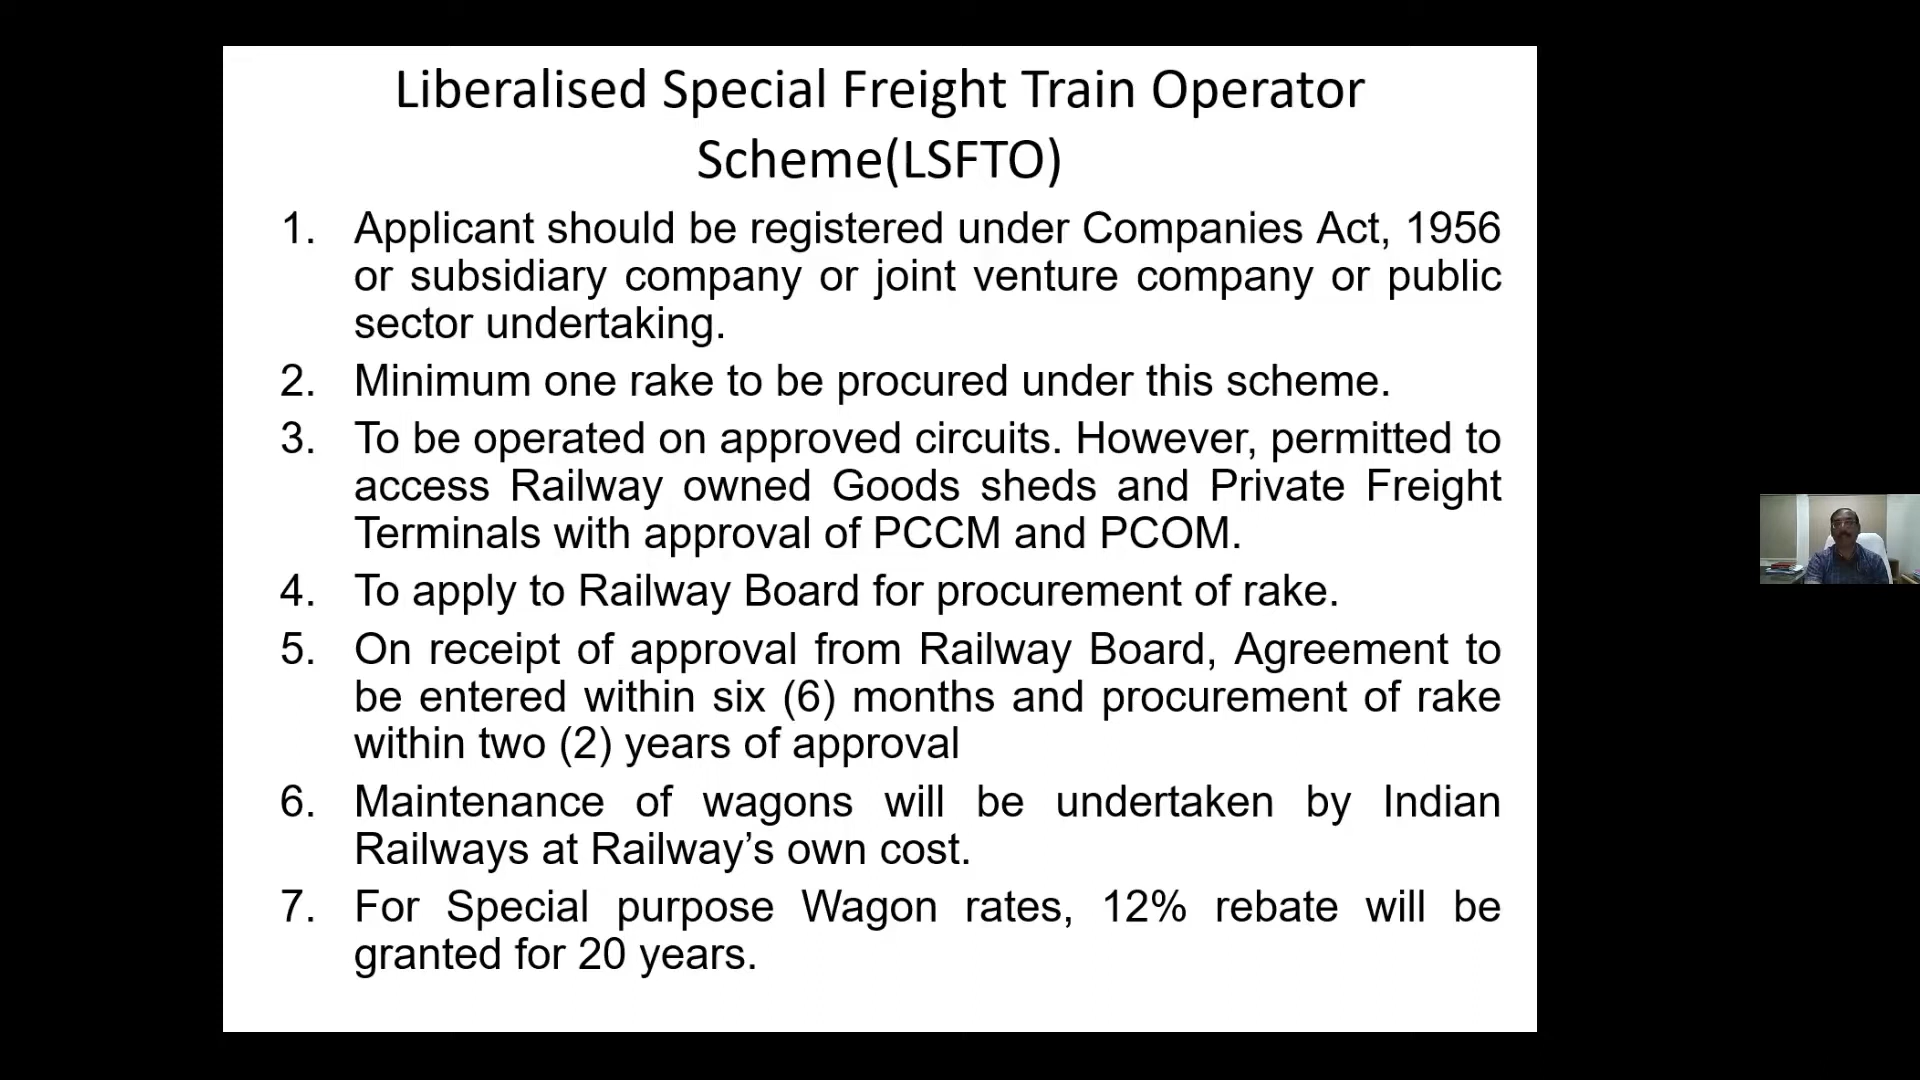 Liberalised Special Freight Train Operator
Scheme(LSFTO)
1. Applicant should be registered under Companies Act, 1956
or subsidiary company or joint venture company or public
sector undertaking.
2. Minimum one rake to be procured under this scheme.
3. To be operated on approved circuits. However, permitted to
access Railway owned Goods sheds and Private Freight
Terminals with approval of PCCM and PCOM.
4. To apply to Railway Board for procurement of rake.
5. On receipt of approval from Railway Board, Agreement to
be entered within six (6) months and procurement of rake
within two (2) years of approval
6. Maintenance of wagons will be undertaken by Indian
Railways at Railway’s own cost.
7. For Special purpose Wagon rates, 12% rebate will be
granted for 20 years.